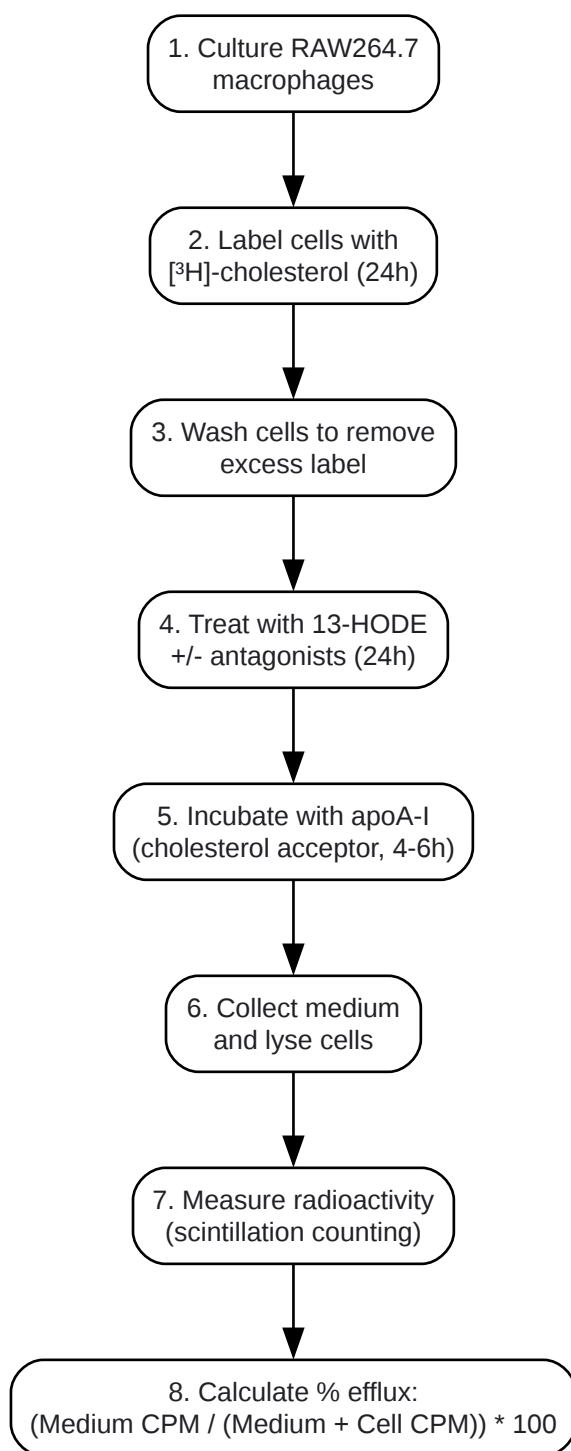 1. Culture RAW264.7
macrophages
2. Label cells with
[³H]-cholesterol (24h)
3. Wash cells to remove
excess label
4. Treat with 13-HODE
+/- antagonists (24h)
5. Incubate with apoA-I
(cholesterol acceptor, 4-6h)
6. Collect medium
and lyse cells
7. Measure radioactivity
(scintillation counting)
8. Calculate % efflux:
(Medium CPM / (Medium + Cell CPM)) * 100